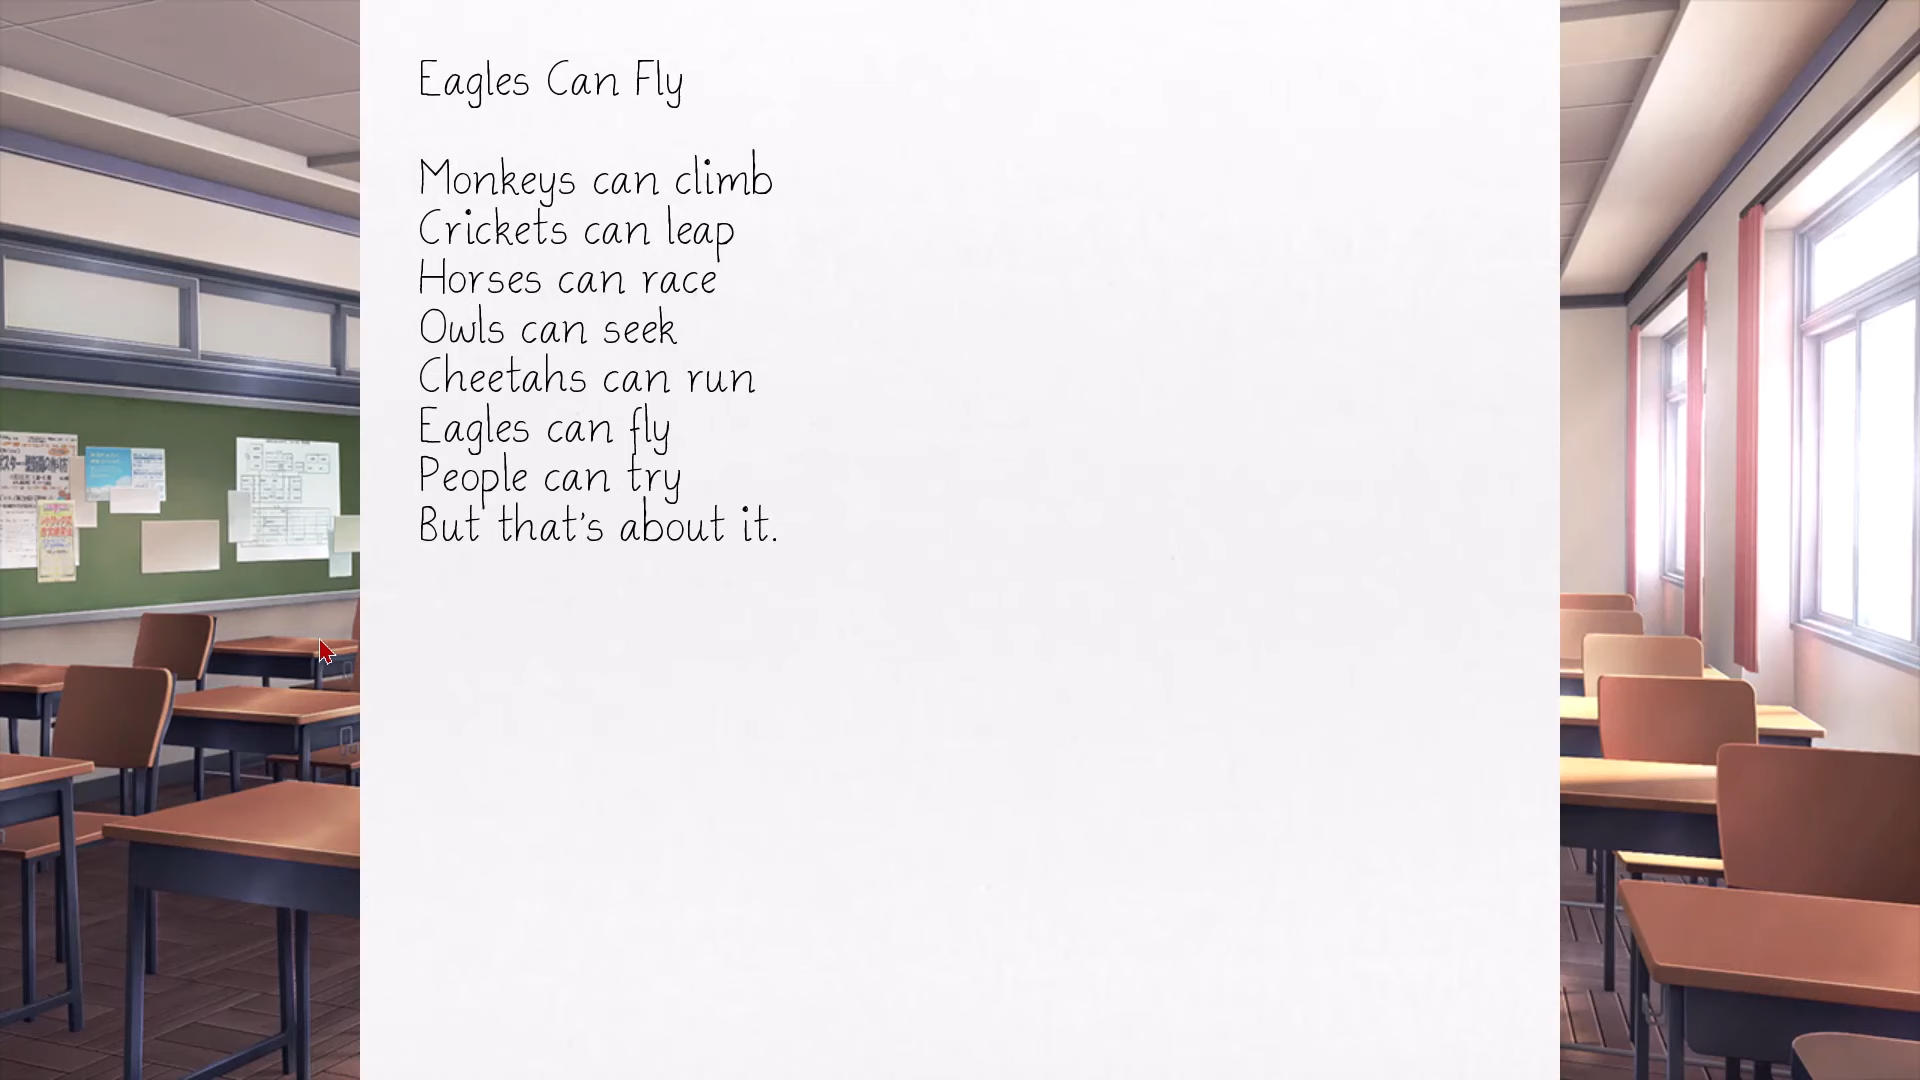 Eagles Can Fly
Monkeys can climb
Crickets can leap
Horses can race
Owls can seek
Cheetahs can run
Eagles can fly
People can try
But that's about it.